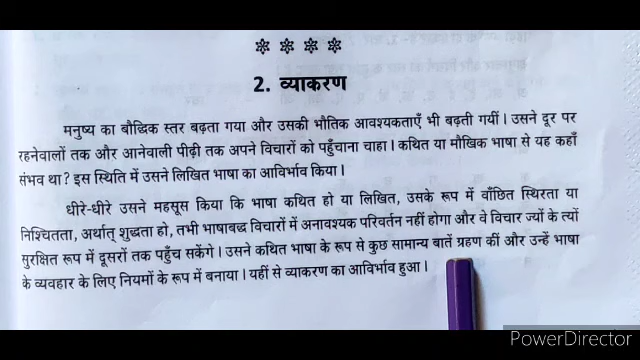 2. व्याकरण
मनुष्य का बौद्धिक स्तर बढ़ता गया और उसकी भौतिक आवश्यकताएँ भी बढ़ती गयीं। उसने दूर पर
रहनेवालों तक और आनेवाली पीढ़ी तक अपने विचारों को पहुँचाना चाहा। कथित या मौखिक भाषा से यह कहाँ
संभव था? इस स्थिति में उसने लिखित भाषा का आविर्भाव किया।
धीरे-धीरे उसने महसूस किया कि भाषा कथित हो या लिखित, उसके रूप में वाँछित स्थिरता या
निश्चितता, अर्थात् शुद्धता हो, तभी भाषाबद्ध विचारों में अनावश्यक परिवर्तन नहीं होगा और वे विचार ज्यों के त्यों
सुरक्षित रूप में दूसरों तक पहुँच सकेंगे। उसने कथित भाषा के रूप से कुछ सामान्य बातें ग्रहण कीं और उन्हें भाषा
के व्यवहार के लिए नियमों के रूप में बनाया। यहीं से व्याकरण का आविर्भाव हुआ।
PowerDirector